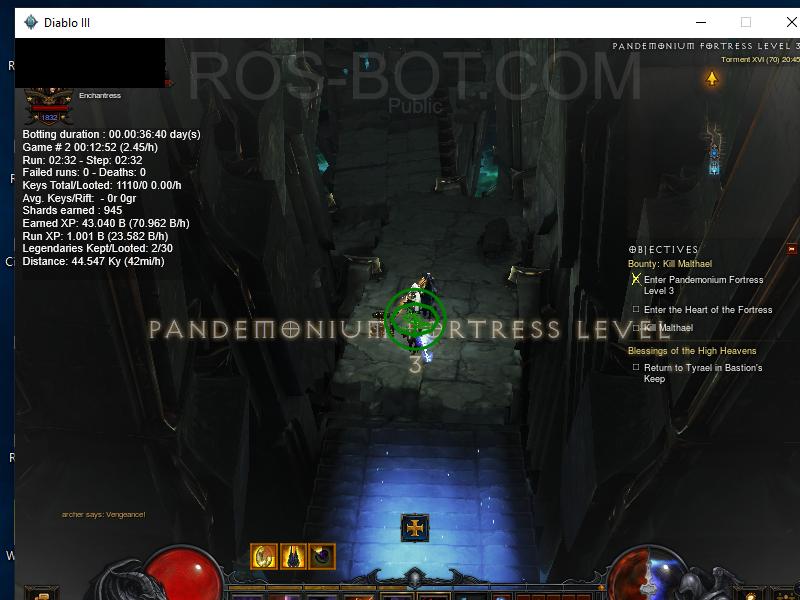 Diablo III
PANDEMONIUM FORTRESS LEVEL 3
Torment XVI (70) 20:45
ROS-BOT.COM
Public
Enchantress
1832
Botting duration : 00.00:36:40 day(s)
Game # 2 00:12:52 (2.45/h)
Run: 02:32 - Step: 02:32
Failed runs: 0 - Deaths: 0
Keys Total/Looted: 1110/0 0.00/h
Avg. Keys/Rift: - 0r 0gr
Shards earned : 945
Earned XP: 43.040 B (70.962 B/h)
Run XP: 1.001 B (23.582 B/h)
Legendaries Kept/Looted: 2/30
Distance: 44.547 Ky (42mi/h)
OBJECTIVES
Bounty: Kill Malthael
Enter Pandemonium Fortress
Level 3
Enter the Heart of the Fortress
Kill Malthael
Blessings of the High Heavens
Return to Tyrael in Bastion's
Keep
PANDEMONIUM FORTRESS LEVEL
3
archer says: Vengeance!
R
R
Ci
R
W